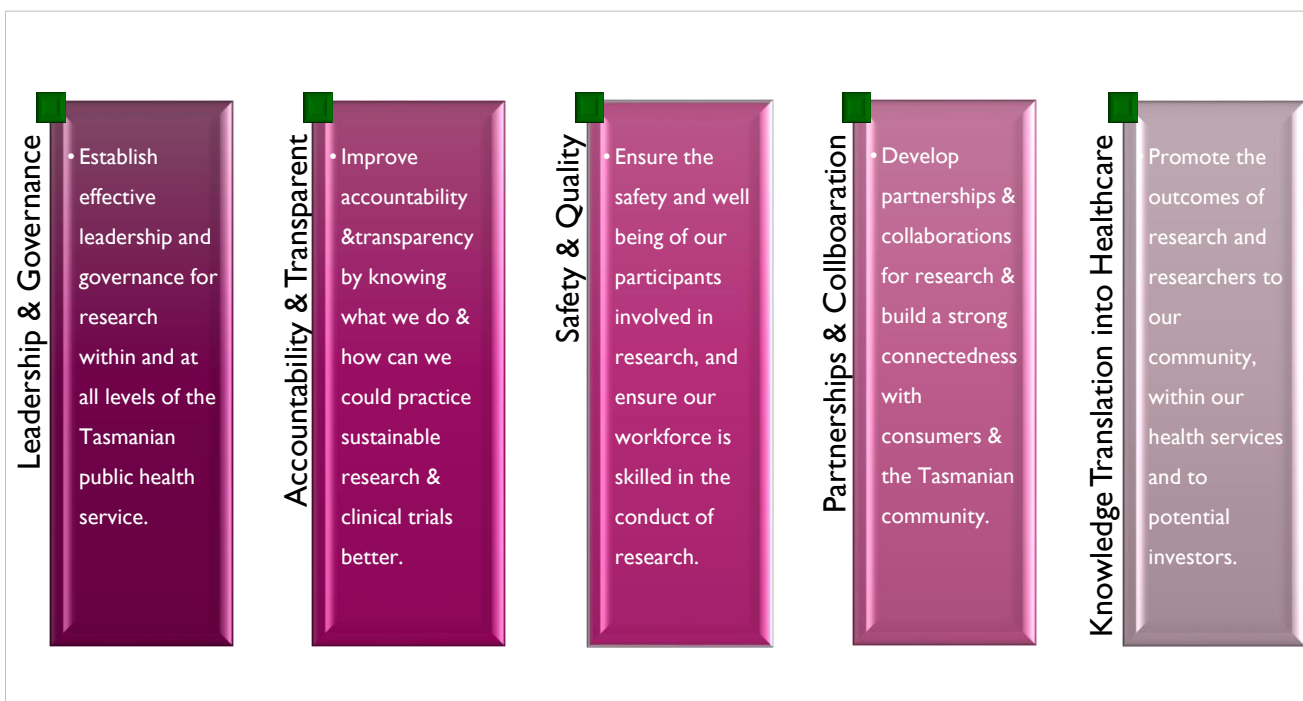 Leadership & Governance
• Establish
effective
leadership and
governance for
research
within and at
all levels of the
Tasmanian
public health
service.
Accountability & Transparent
• Improve
accountability
&transparency
by knowing
what we do &
how can we
could practice
sustainable
research &
clinical trials
better.
Safety & Quality
• Ensure the
safety and well
being of our
participants
involved in
research, and
ensure our
workforce is
skilled in the
conduct of
research.
Partnerships & Collboaration
• Develop
partnerships &
collaborations
for research &
build a strong
connectedness
with
consumers &
the Tasmanian
community.
Knowledge Translation into Healthcare
• Promote the
outcomes of
research and
researchers to
our
community,
within our
health services
and to
potential
investors.